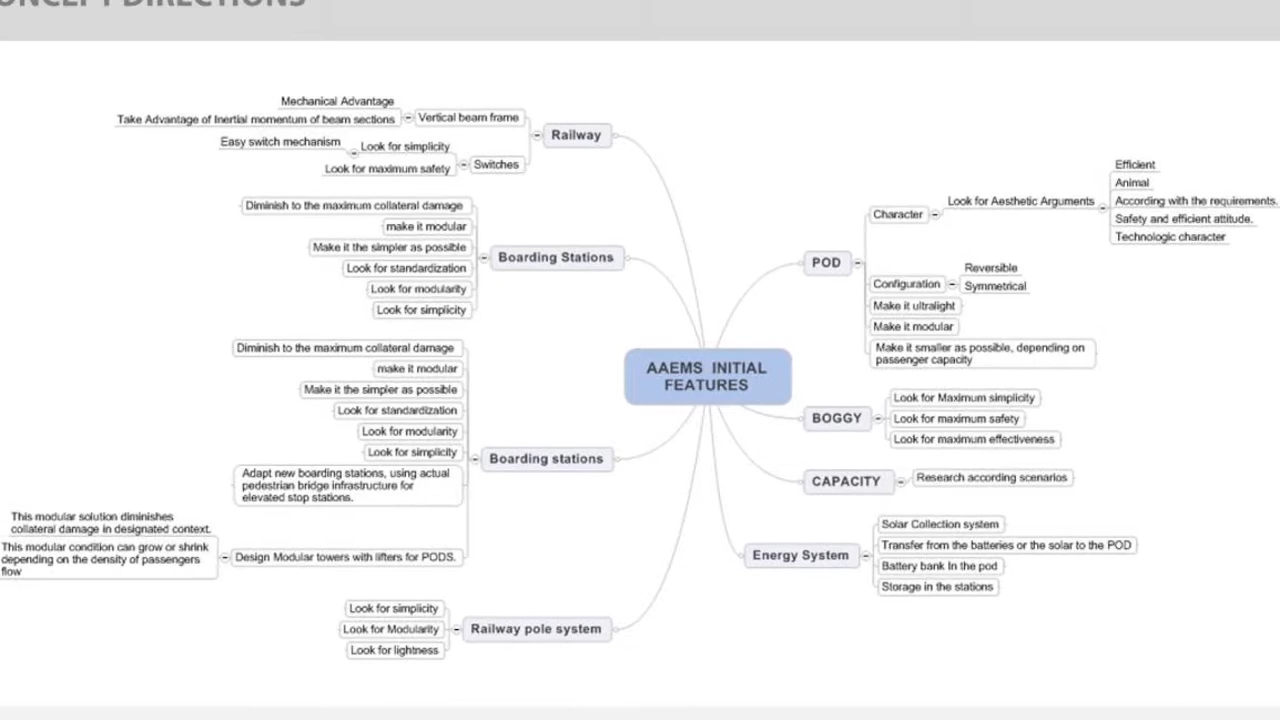 CONCEPT DIRECTIONS
Mechanical Advantage
Take Advantage of Inertial momentum of beam sections
Vertical beam frame
Railway
Easy switch mechanism
Look for simplicity
Look for maximum safety
Switches
Diminish to the maximum collateral damage
make it modular
Make it the simpler as possible
Boarding Stations
Look for standardization
Look for modularity
Look for simplicity
Diminish to the maximum collateral damage
make it modular
Make it the simpler as possible
Look for standardization
Look for modularity
Look for simplicity
Boarding stations
Adapt new boarding stations, using actual
pedestrian bridge infrastructure for
elevated stop stations.
This modular solution diminishes
collateral damage in designated context.
This modular condition can grow or shrink
depending on the density of passengers
flow
Design Modular towers with lifters for PODS.
Look for simplicity
Look for Modularity
Railway pole system
Look for lightness
AAEMS INITIAL
FEATURES
POD
Character
Look for Aesthetic Arguments
Efficient
Animal
According with the requirements.
Safety and efficient attitude.
Technologic character
Configuration
Reversible
Symmetrical
Make it ultralight
Make it modular
Make it smaller as possible, depending on
passenger capacity
BOGGY
Look for Maximum simplicity
Look for maximum safety
Look for maximum effectiveness
CAPACITY
Research according scenarios
Energy System
Solar Collection system
Transfer from the batteries or the solar to the POD
Battery bank In the pod
Storage in the stations